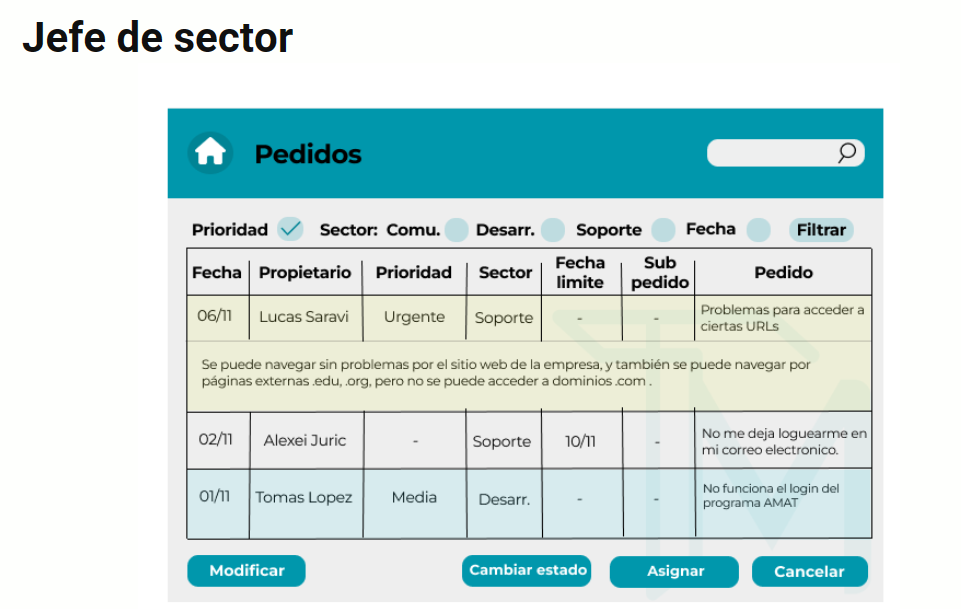 Jefe de sector
Pedidos
Prioridad Sector: Comu. Desarr. Soporte Fecha Filtrar
Fecha Propietario Prioridad Sector Fecha limite Sub pedido Pedido
06/11 Lucas Saravi Urgente Soporte - - Problemas para acceder a
ciertas URLs
Se puede navegar sin problemas por el sitio web de la empresa, y también se puede navegar por
páginas externas .edu, .org, pero no se puede acceder a dominios .com .
02/11 Alexei Juric - Soporte 10/11 - No me deja loguearme en
mi correo electronico.
01/11 Tomas Lopez Media Desarr. - - No funciona el login del
programa AMAT
Modificar Cambiar estado Asignar Cancelar